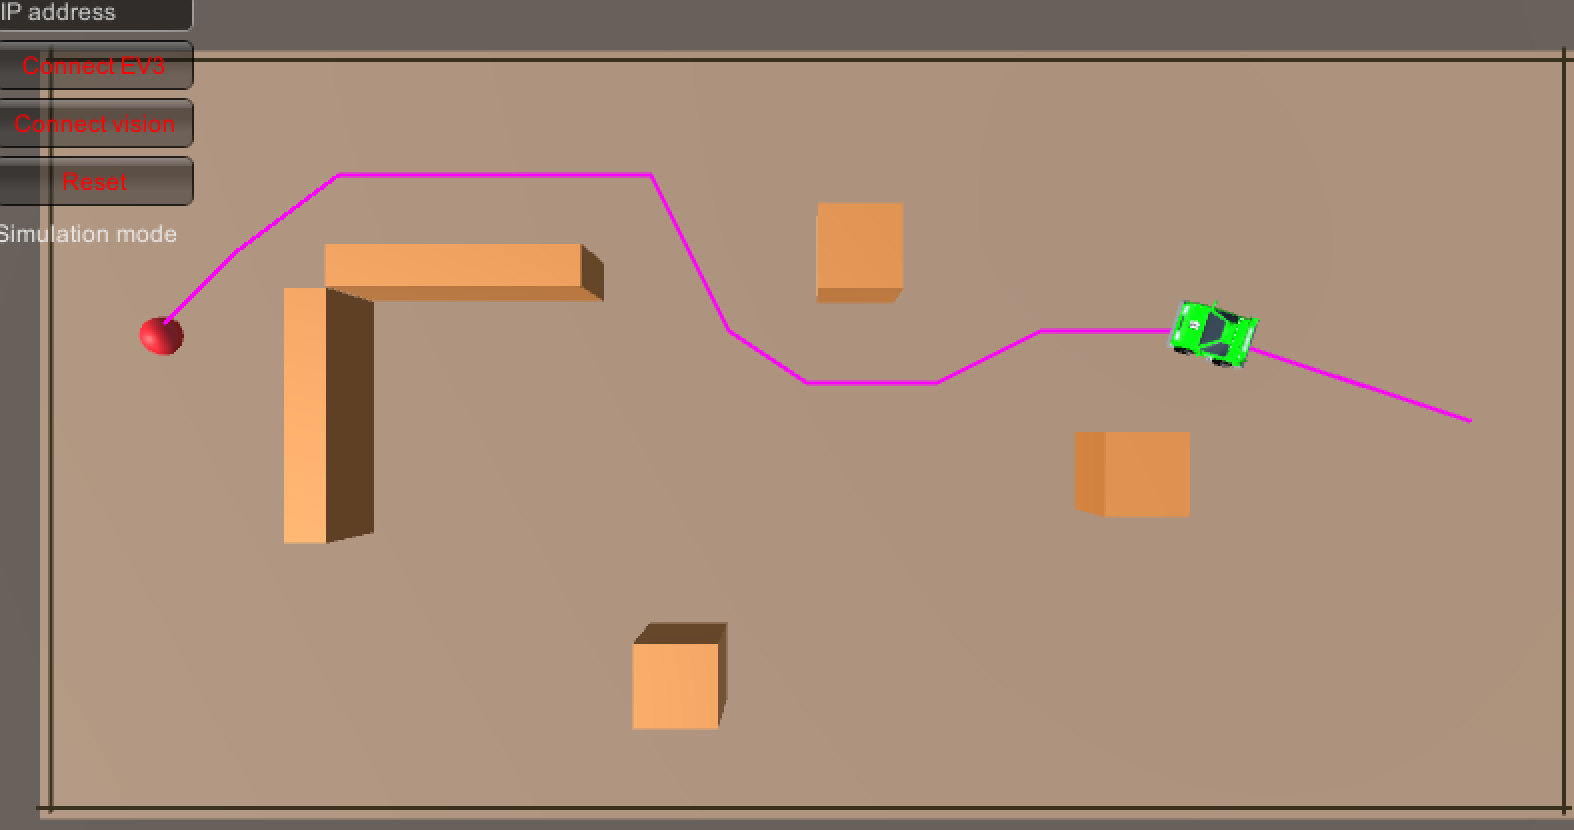 IP address
Connect EV3
Connect vision
Reset
Simulation mode